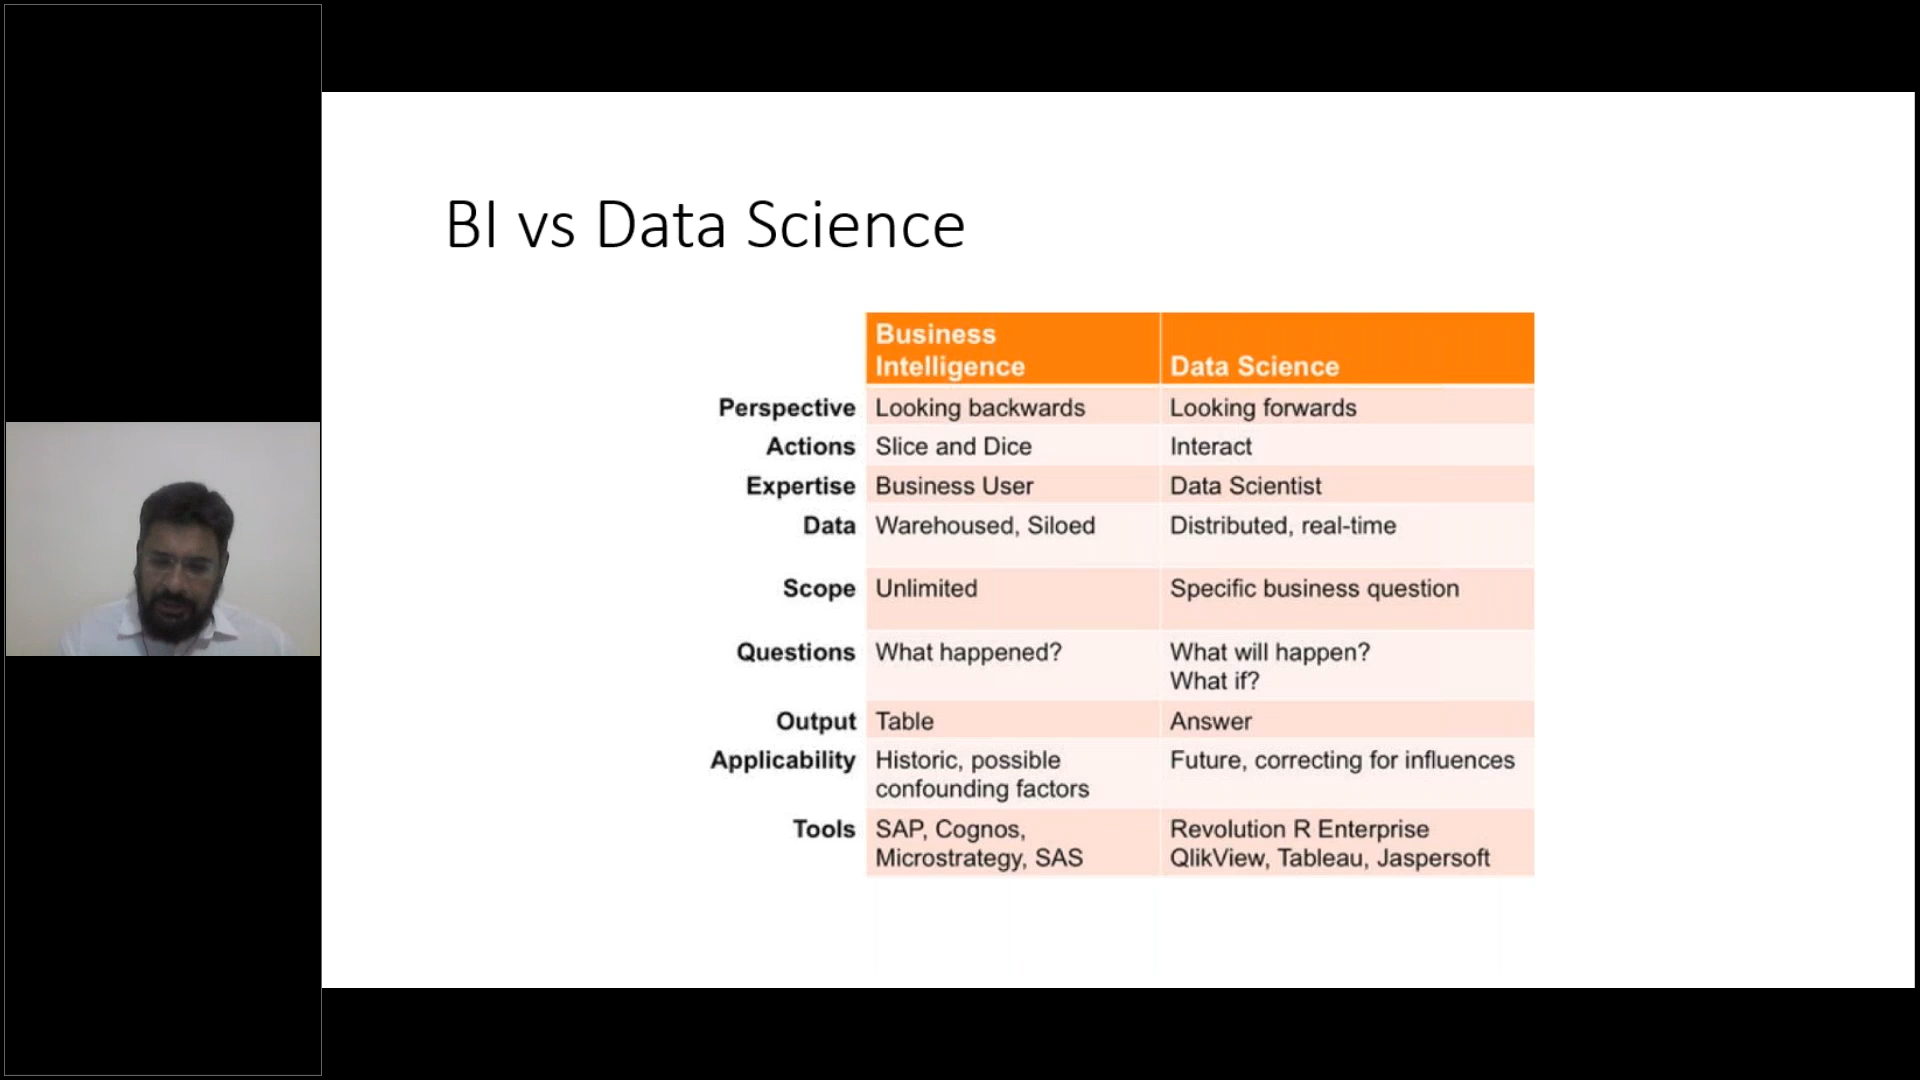 BI vs Data Science
Business
Intelligence
Data Science
Perspective Looking backwards Looking forwards
Actions Slice and Dice Interact
Expertise Business User Data Scientist
Data Warehoused, Siloed Distributed, real-time
Scope Unlimited Specific business question
Questions What happened? What will happen?
What if?
Output Table Answer
Applicability Historic, possible Future, correcting for influences
confounding factors
Tools SAP, Cognos, Revolution R Enterprise
Microstrategy, SAS QlikView, Tableau, Jaspersoft